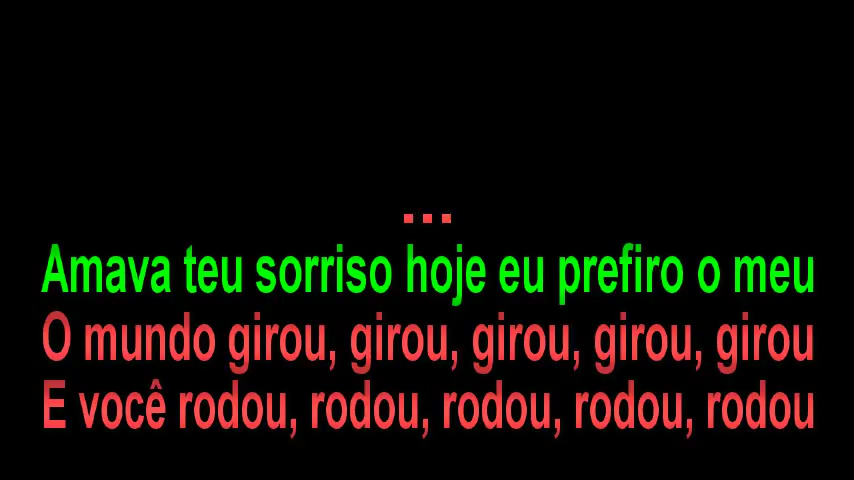 ...
Amava teu sorriso hoje eu prefiro o meu
O mundo girou, girou, girou, girou, girou
E você rodou, rodou, rodou, rodou, rodou